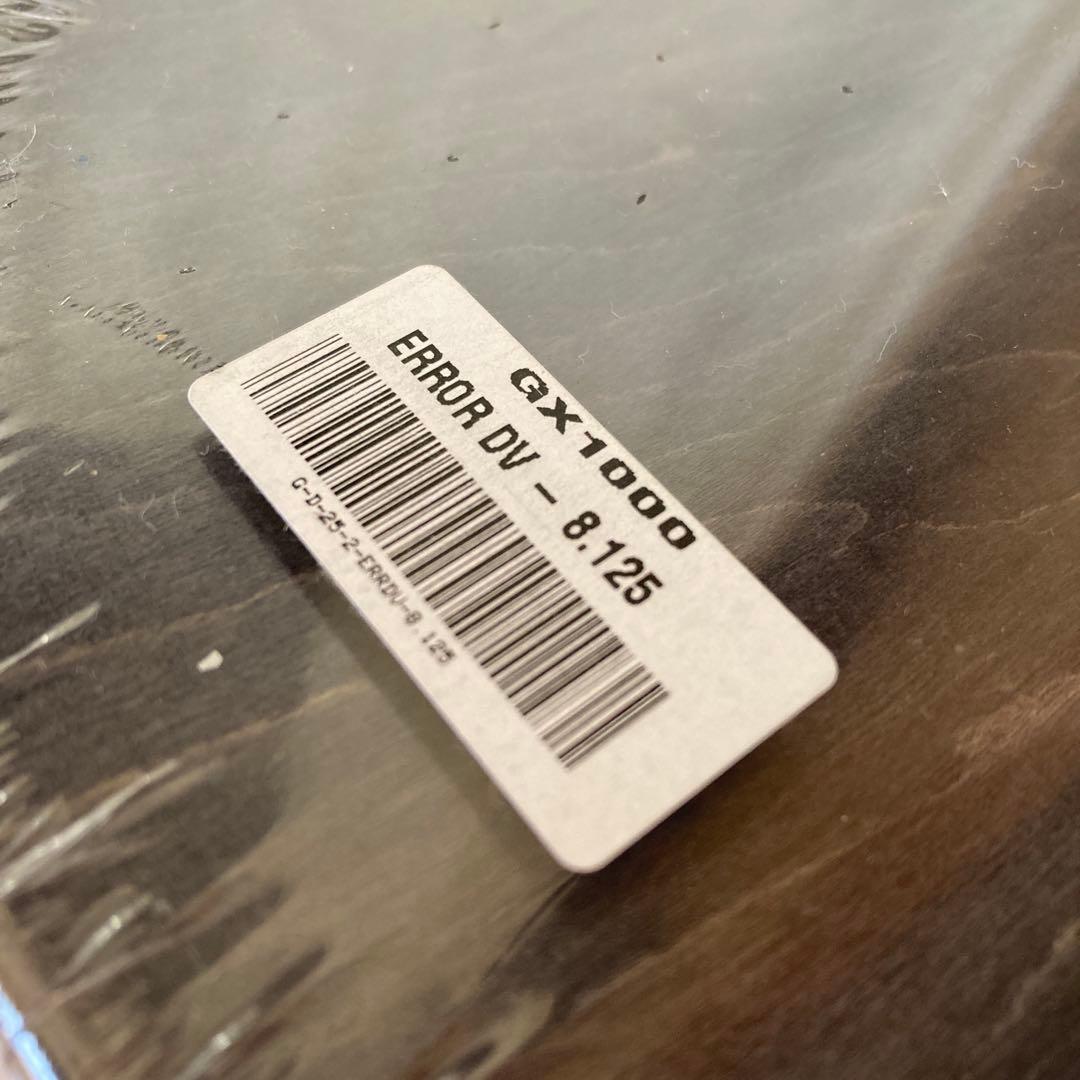 GX1000
ERROR DV - 8.125
G-D-25-2-ERRDV-8.125